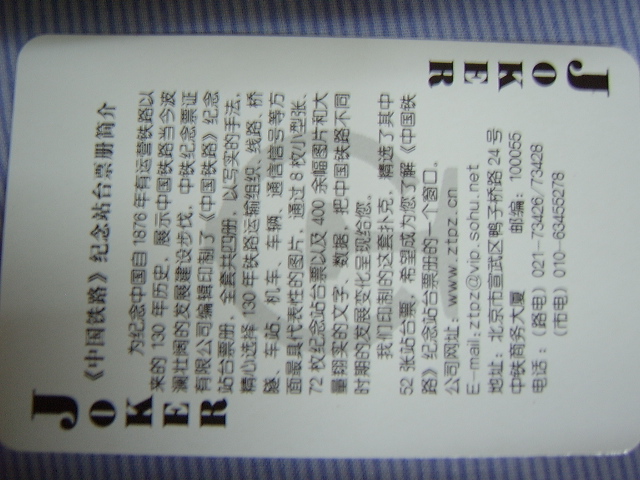 JOKER
《中国铁路》纪念站台票册简介
为纪念中国自1876年有运营铁路以
来的130年历史，展示中国铁路当今波
澜壮阔的发展建设步伐，中铁纪念票证
有限公司编辑印制了《中国铁路》纪念
站台票册，全套共四册，以写实的手法，
精心选择130年铁路运输组织、线路、桥
隧、车站、机车、车辆、通信信号等方
面最具代表性的图片，通过8枚小型张、
72枚纪念站台票以及400余幅图片和大
量翔实的文字、数据，把中国铁路不同
时期的发展变化呈现给您。
我们印制的这套扑克，精选了其中
52张站台票，希望成为您了解《中国铁
路》纪念站台票册的一个窗口。
公司网址：www.ztpz.cn
E-mail:ztpz@vip.sohu.net
地址：北京市宣武区鸭子桥路24号
中铁商务大厦 邮编：100055
电话：（路电）021-73426/73428
（市电）010-63455278
JOKER